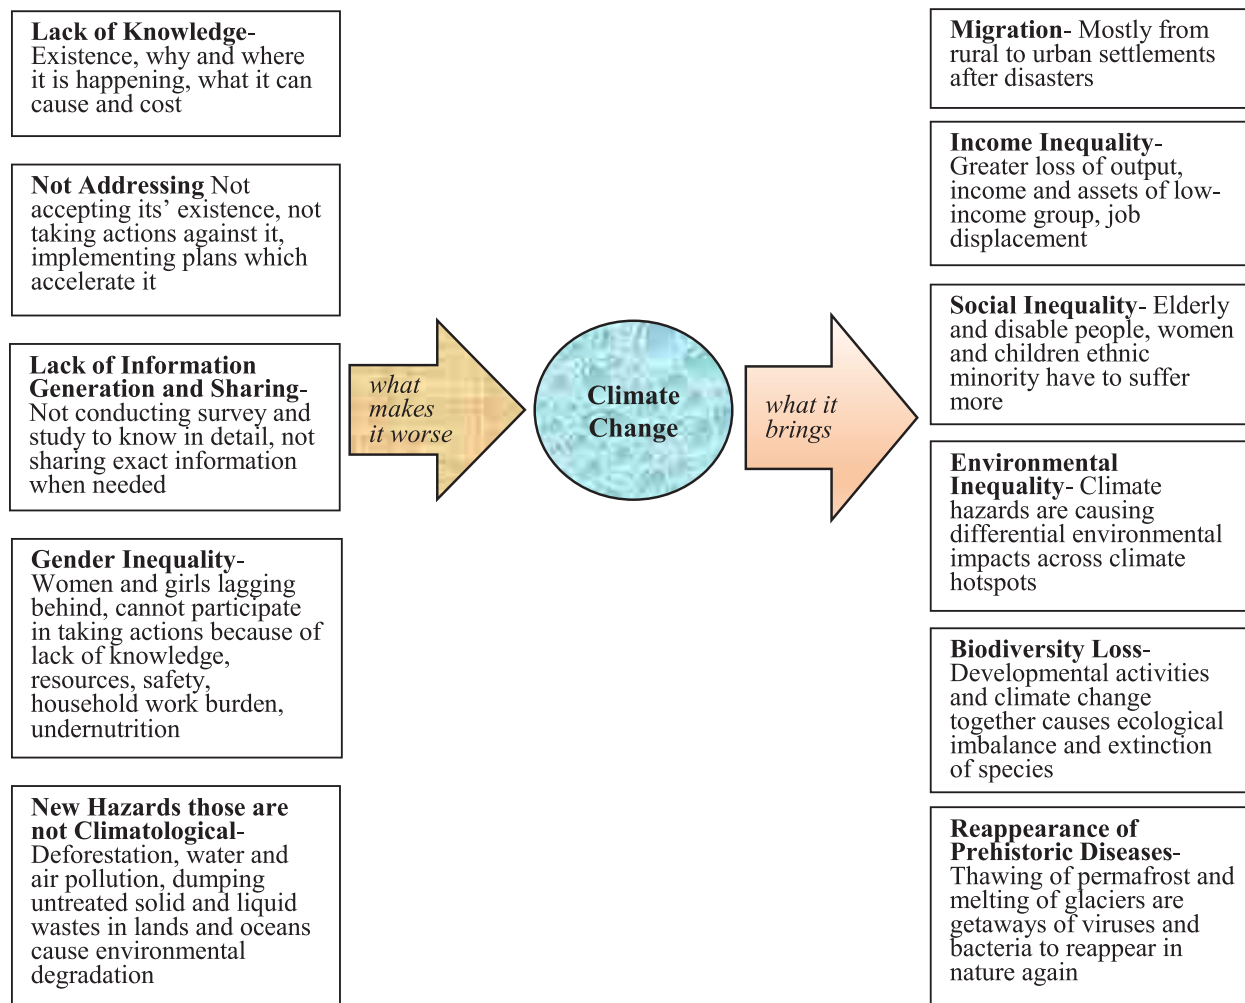 Lack of Knowledge-
Existence, why and where
it is happening, what it can
cause and cost
Not Addressing Not
accepting its’ existence, not
taking actions against it,
implementing plans which
accelerate it
Lack of Information
Generation and Sharing-
Not conducting survey and
study to know in detail, not
sharing exact information
when needed
Gender Inequality-
Women and girls lagging
behind, cannot participate
in taking actions because of
lack of knowledge,
resources, safety,
household work burden,
undernutrition
New Hazards those are
not Climatological-
Deforestation, water and
air pollution, dumping
untreated solid and liquid
wastes in lands and oceans
cause environmental
degradation
what
makes
it worse
Climate
Change
what it
brings
Migration- Mostly from
rural to urban settlements
after disasters
Income Inequality-
Greater loss of output,
income and assets of low-
income group, job
displacement
Social Inequality- Elderly
and disable people, women
and children ethnic
minority have to suffer
more
Environmental
Inequality- Climate
hazards are causing
differential environmental
impacts across climate
hotspots
Biodiversity Loss-
Developmental activities
and climate change
together causes ecological
imbalance and extinction
of species
Reappearance of
Prehistoric Diseases-
Thawing of permafrost and
melting of glaciers are
getaways of viruses and
bacteria to reappear in
nature again